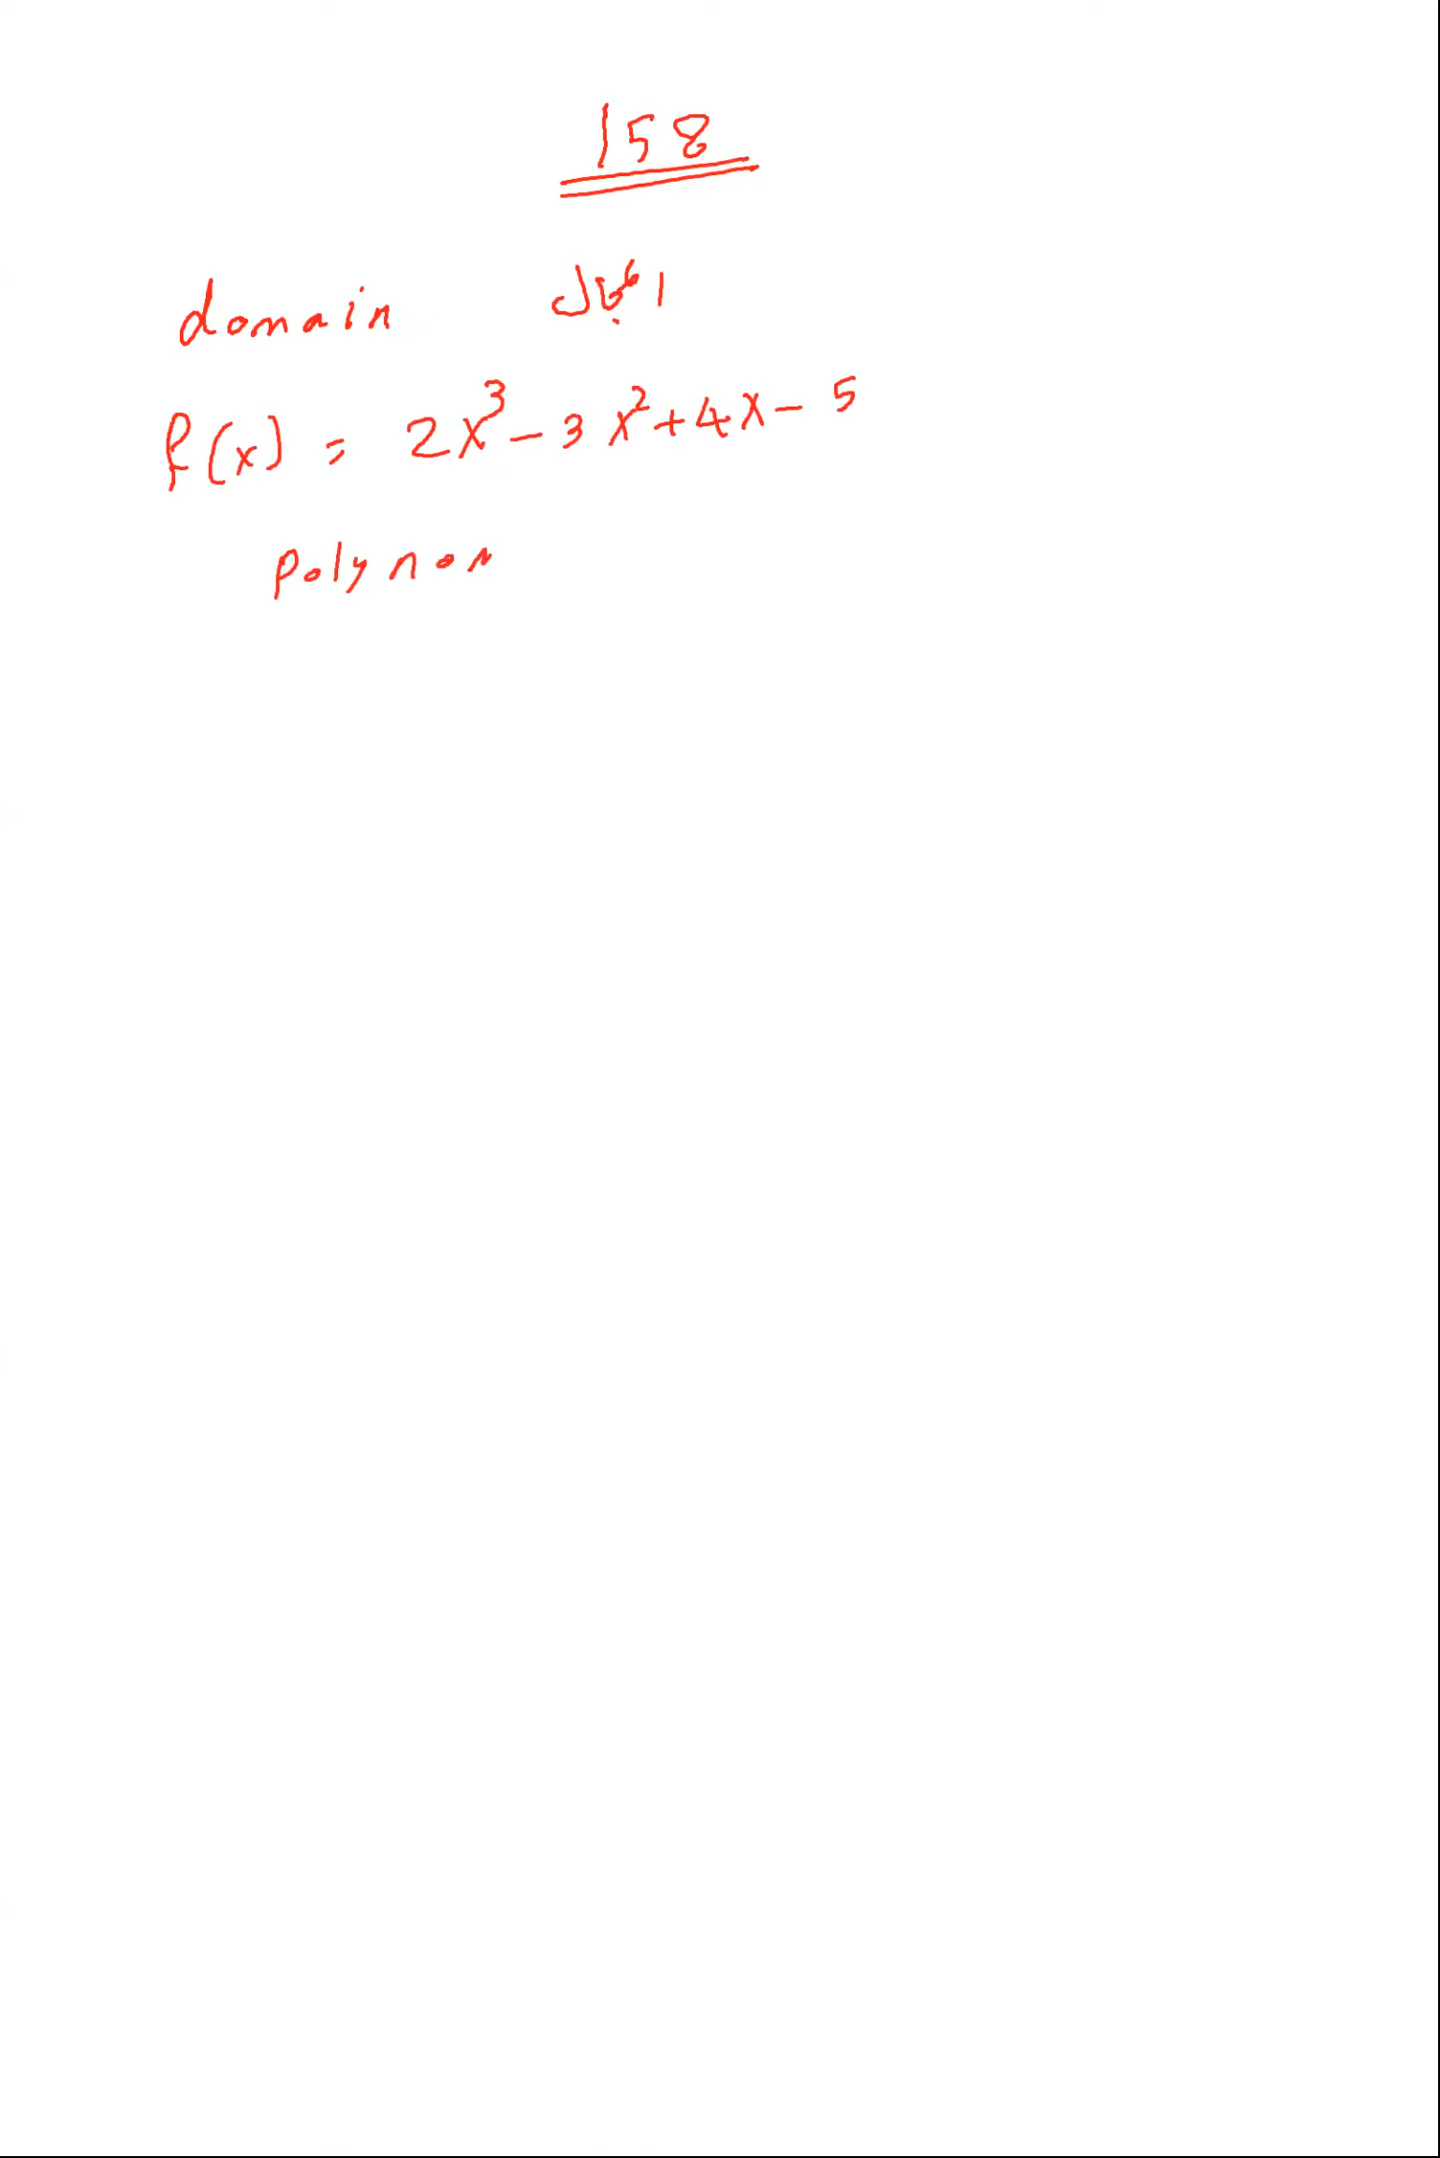 158
domain المجال
f(x) = 2x³ - 3x² + 4x - 5
polynom